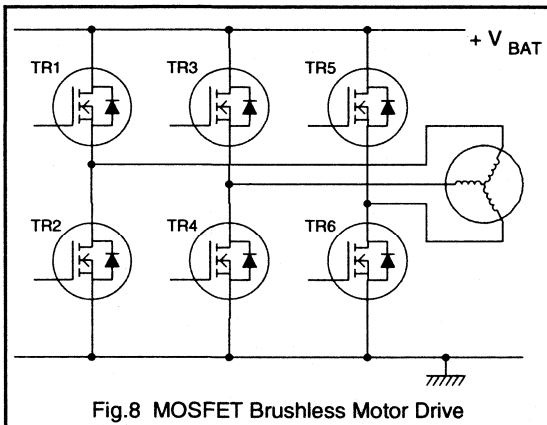 + V BAT
TR1 TR3 TR5
TR2 TR4 TR6
Fig.8 MOSFET Brushless Motor Drive